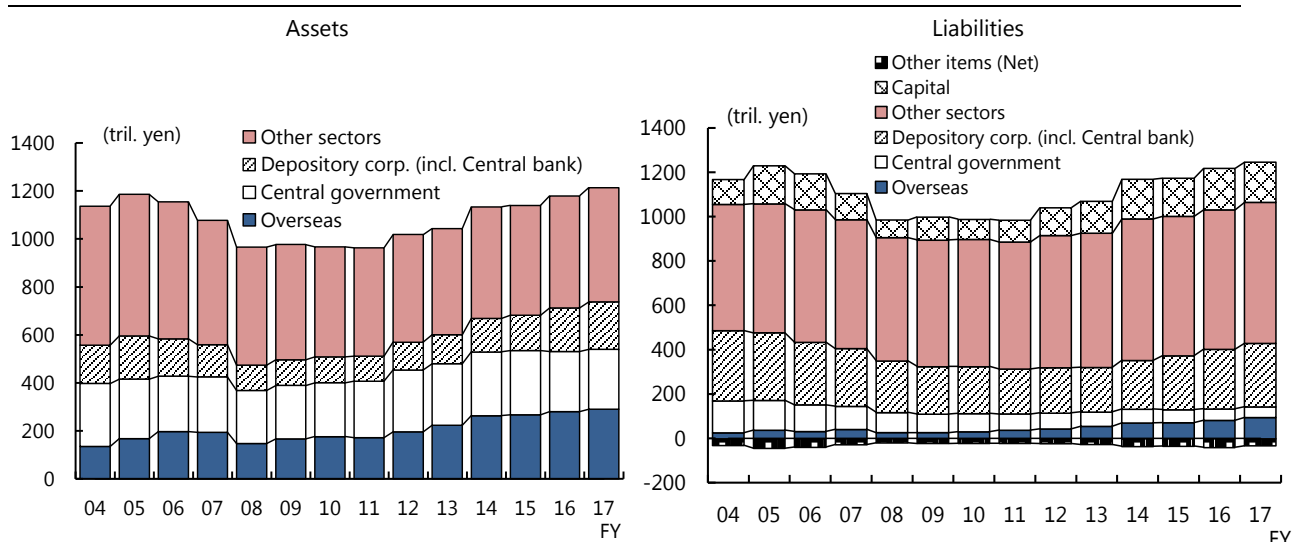 Assets
(tril. yen)
Other sectors
Depository corp. (incl. Central bank)
Central government
Overseas
1400
1200
1000
800
600
400
200
0
04 05 06 07 08 09 10 11 12 13 14 15 16 17
FY
Liabilities
Other items (Net)
Capital
Other sectors
Depository corp. (incl. Central bank)
Central government
Overseas
(tril. yen)
1400
1200
1000
800
600
400
200
0
-200
04 05 06 07 08 09 10 11 12 13 14 15 16 17
FY